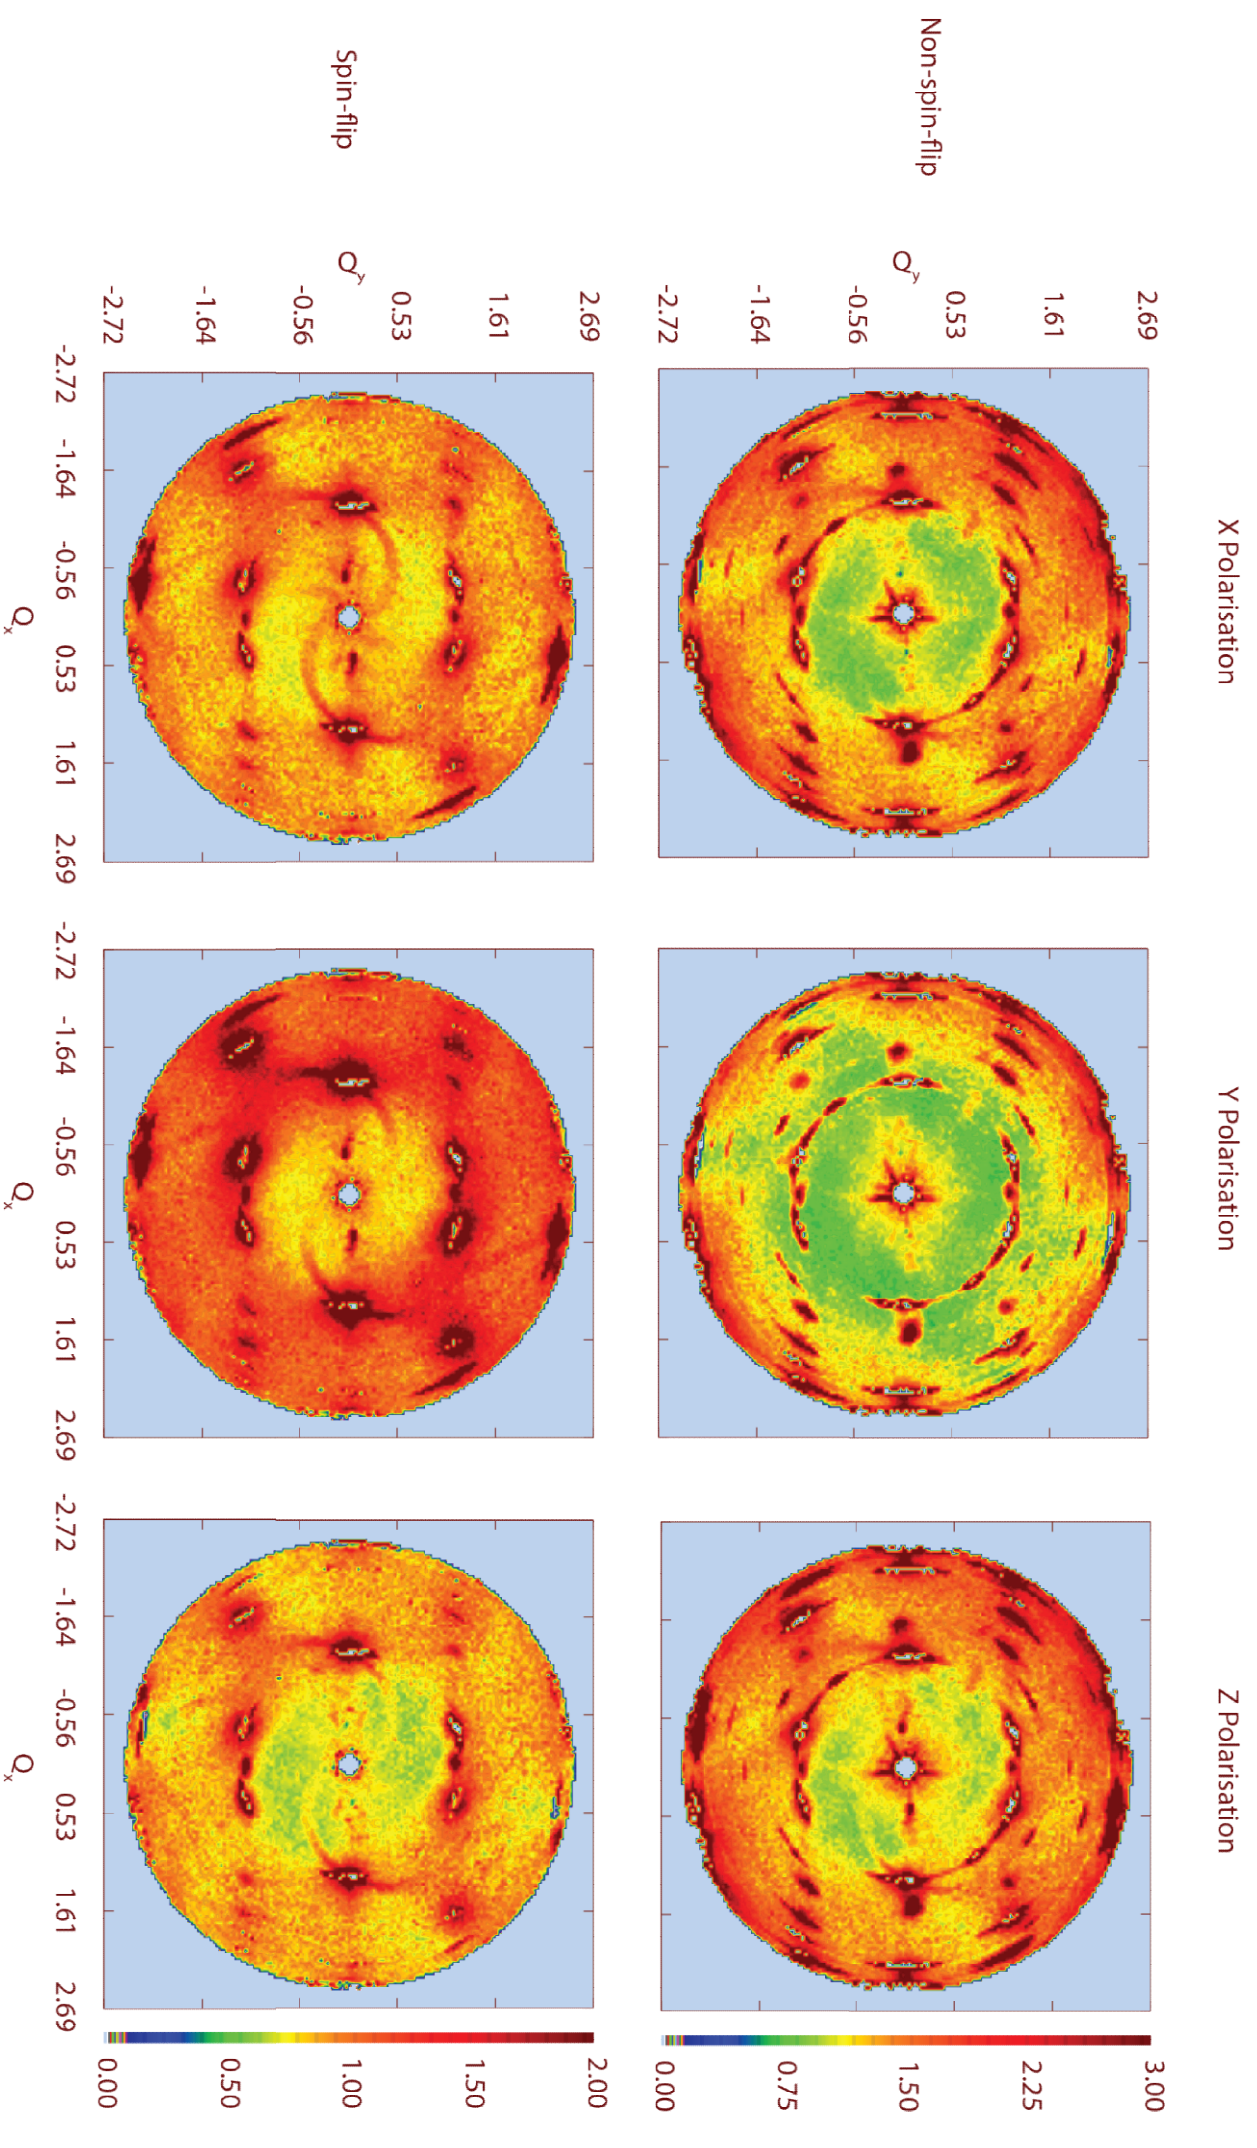 X Polarisation
Y Polarisation
Z Polarisation
Non-spin-flip
Qy
2.69
1.61
0.53
-0.56
-1.64
-2.72
3.00
2.25
1.50
0.75
0.00
Spin-flip
Qy
2.69
1.61
0.53
-0.56
-1.64
-2.72
2.00
1.50
1.00
0.50
0.00
-2.72 -1.64 -0.56 0.53 1.61 2.69
-2.72 -1.64 -0.56 0.53 1.61 2.69
-2.72 -1.64 -0.56 0.53 1.61 2.69
Qx
Qx
Qx